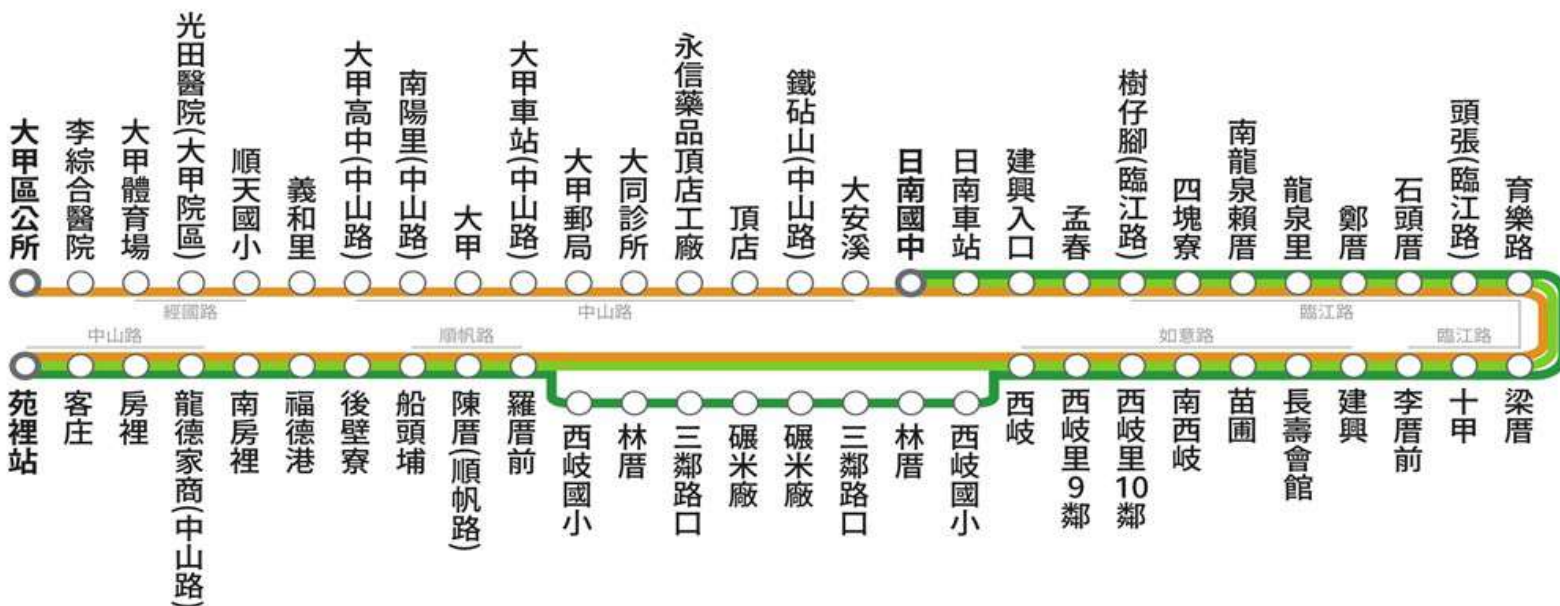 大甲區公所
李綜合醫院
大甲體育場
光田醫院(大甲院區)
順天國小
義和里
大甲高中(中山路)
南陽里(中山路)
大甲
大甲車站(中山路)
大甲郵局
大同診所
永信藥品頂店工廠
頂店
鐵砧山(中山路)
大安溪
日南國中
日南車站
建興入口
孟春
樹仔腳(臨江路)
四塊寮
南龍泉賴厝
龍泉里
鄭厝
石頭厝
頭張(臨江路)
育樂路
經國路
中山路
臨江路
中山路
順帆路
如意路
臨江路
苑裡站
客庄
房裡
龍德家商(中山路)
南房裡
福德港
後壁寮
船頭埔
陳厝(順帆路)
羅厝前
西岐國小
林厝
三鄰路口
碾米廠
碾米廠
三鄰路口
林厝
西岐國小
西岐
西岐里9鄰
西岐里10鄰
南西岐
苗圃
長壽會館
建興
李厝前
十甲
梁厝